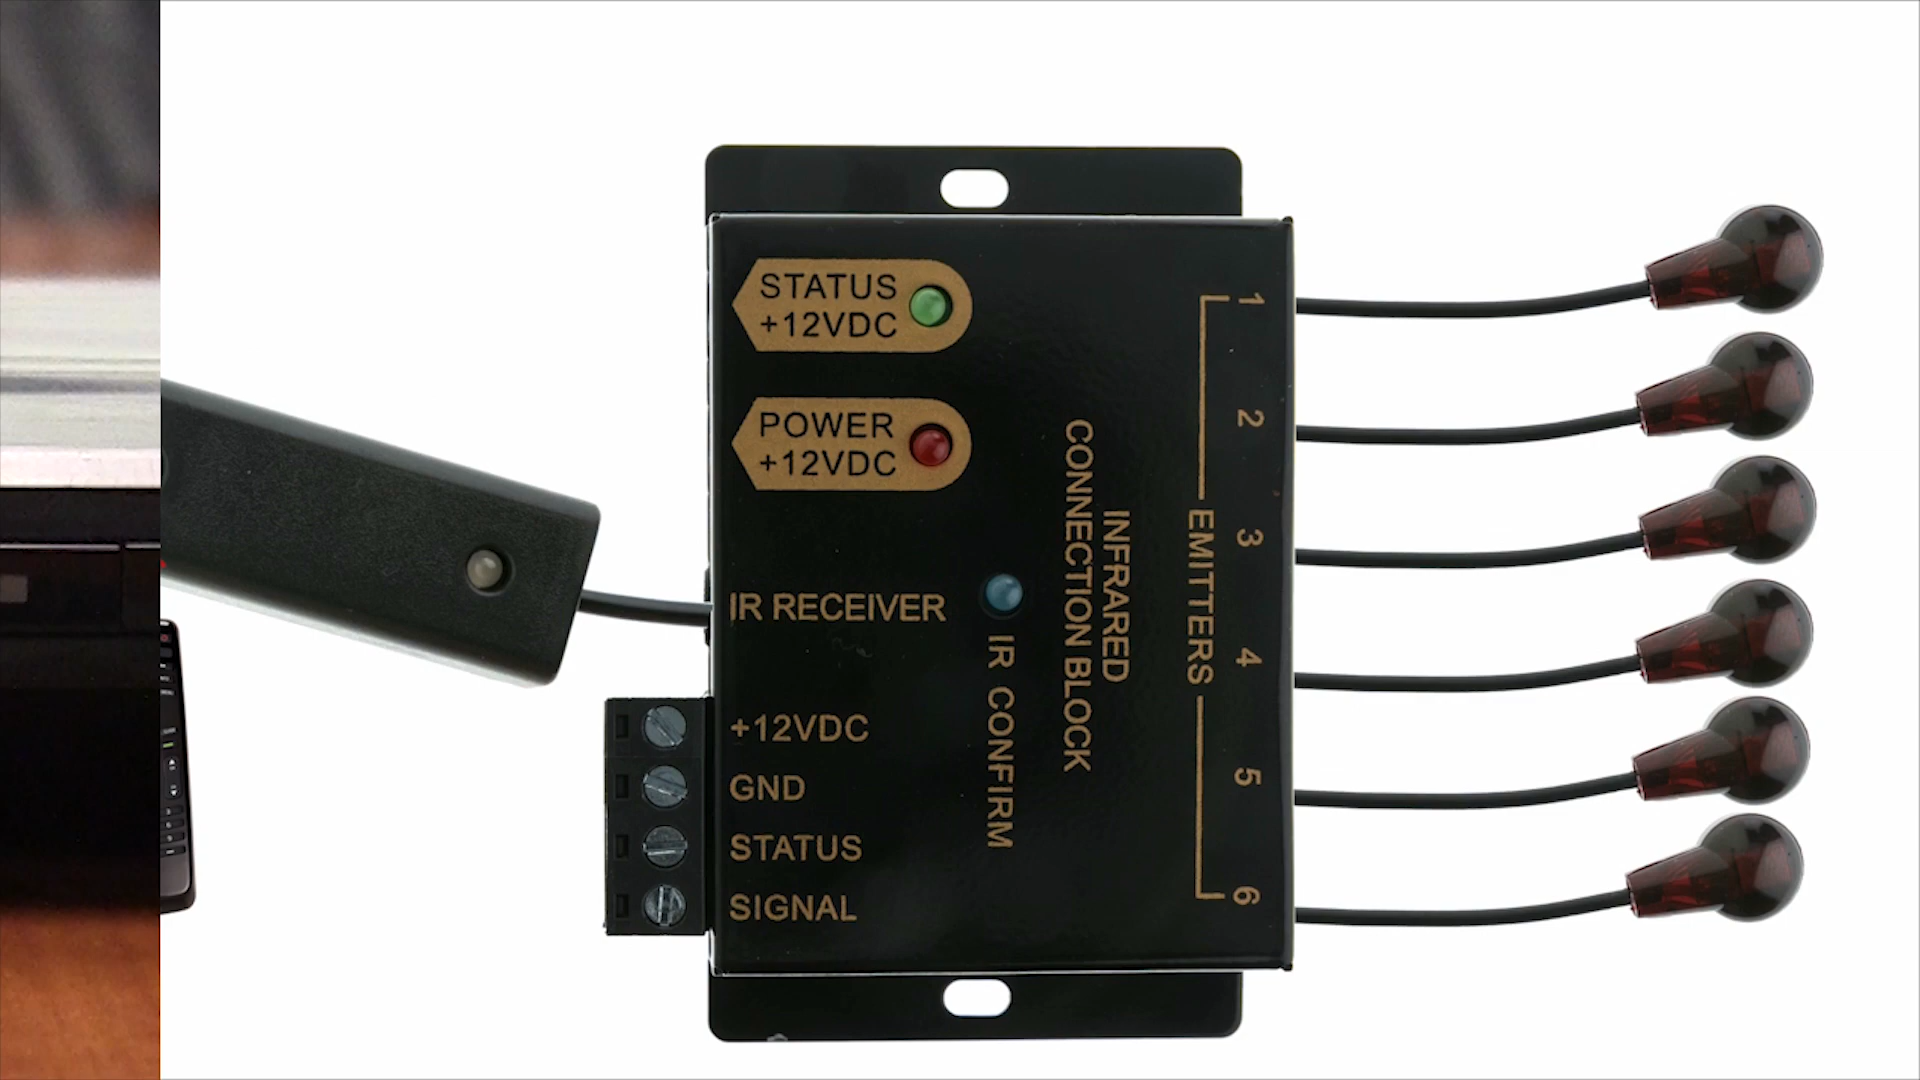 STATUS
+12VDC
POWER
+12VDC
IR RECEIVER
+12VDC
GND
STATUS
SIGNAL
IR CONFIRM
INFRARED
CONNECTION BLOCK
EMITTERS
1
2
3
4
5
6